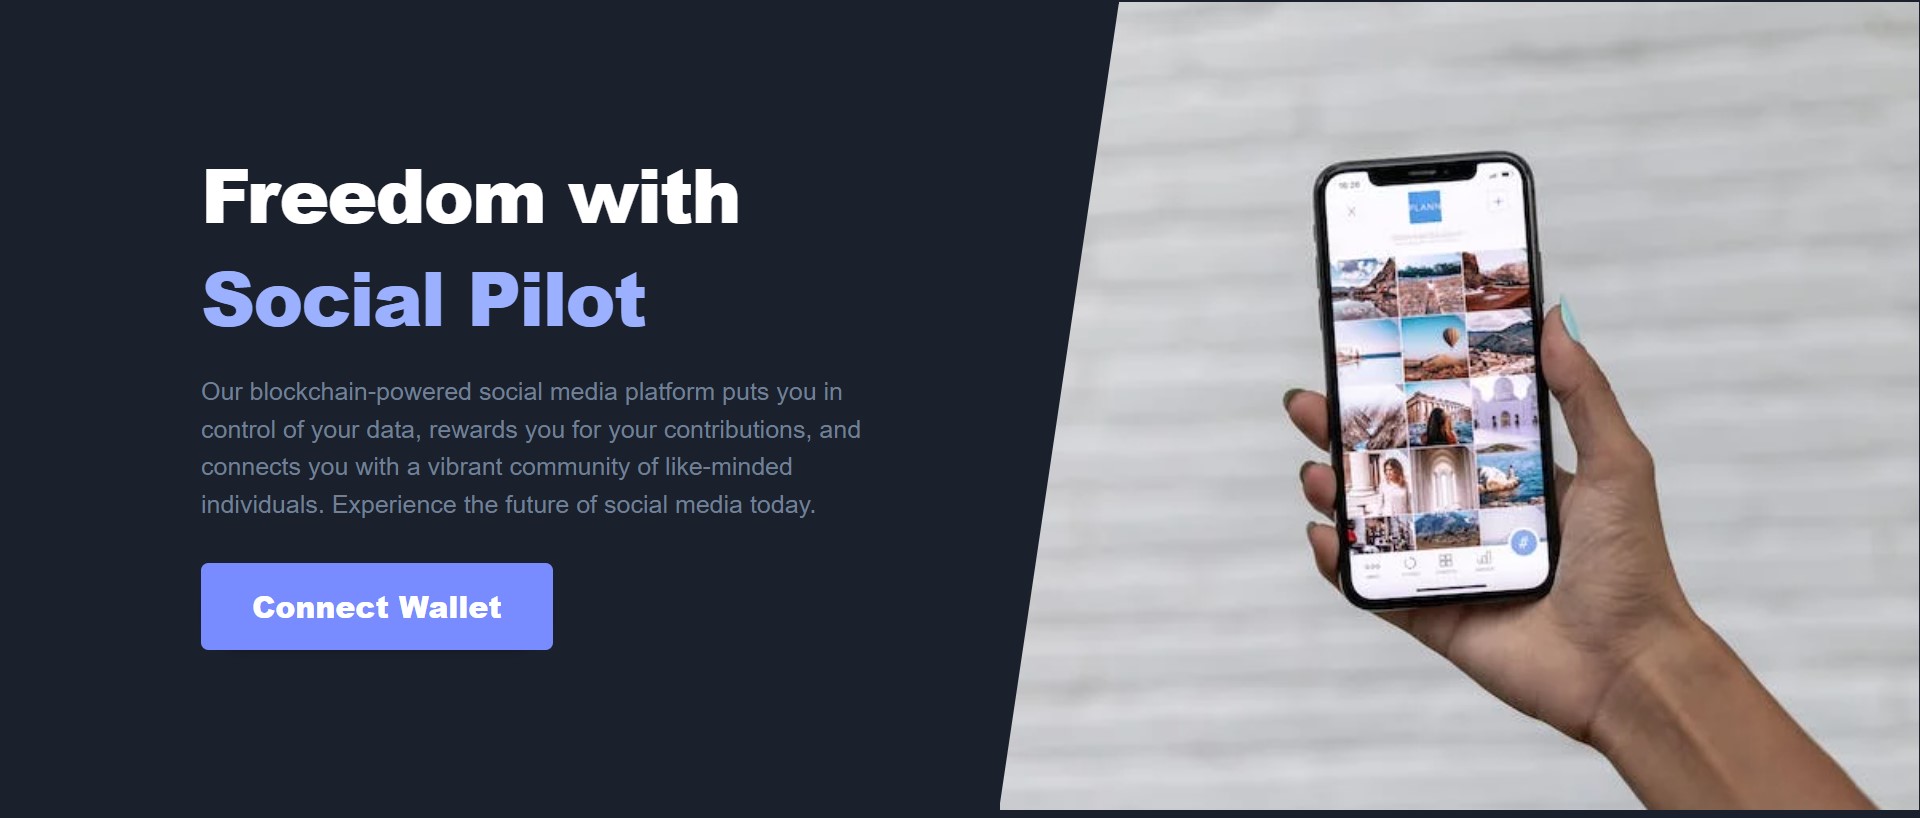 Freedom with
Social Pilot
Our blockchain-powered social media platform puts you in
control of your data, rewards you for your contributions, and
connects you with a vibrant community of like-minded
individuals. Experience the future of social media today.
Connect Wallet
PLANN
#